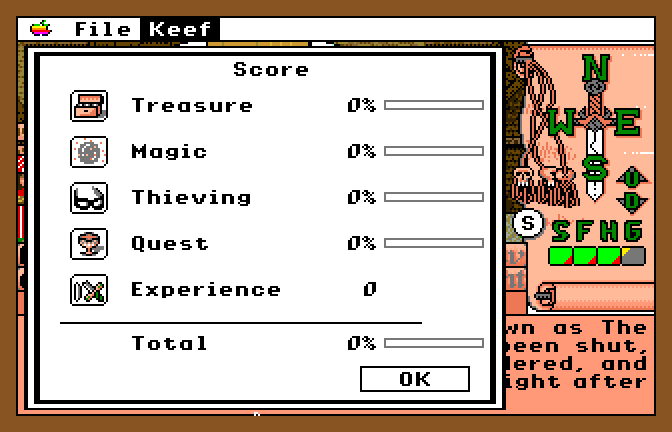 File Keef
Score
Treasure 0%
Magic 0%
Thieving 0%
Quest 0%
Experience 0
Total 0%
OK
N
W E
S
U
D
S
S F H G
wn as The
een shut,
ered, and
ight after